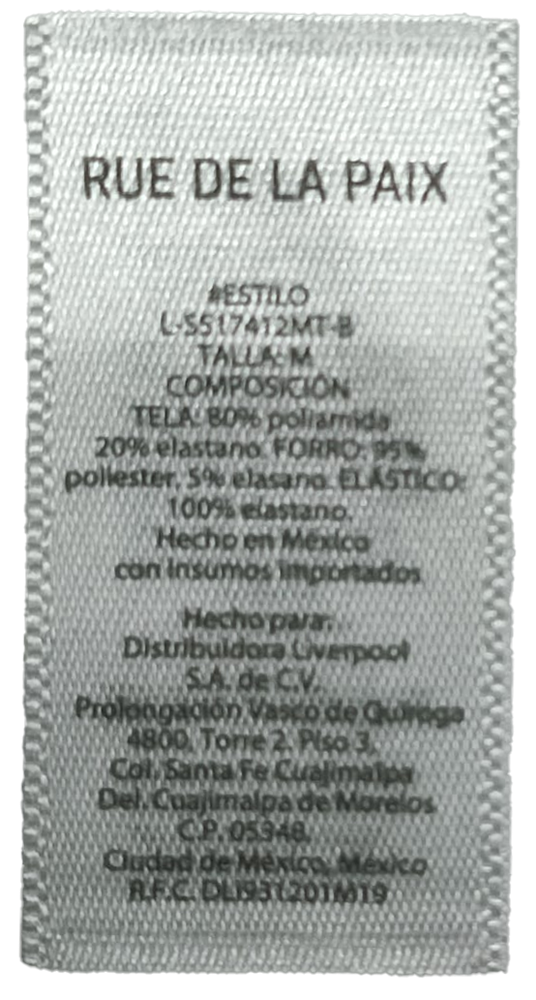 RUE DE LA PAIX
#ESTILO
L-S517412MT-B
TALLA: M
COMPOSICIÓN
TELA: 80% poliamida
20% elastano. FORRO: 95%
poliester, 5% elasano. ELÁSTICO:
100% elastano.
Hecho en México
con insumos importados
Hecho para:
Distribuidora Liverpool
S.A. de C.V.
Prolongación Vasco de Quiroga
4800, Torre 2, Piso 3,
Col. Santa Fe Cuajimalpa
Del. Cuajimalpa de Morelos
C.P. 05348,
Ciudad de México, México
R.F.C. DLI931201MI9